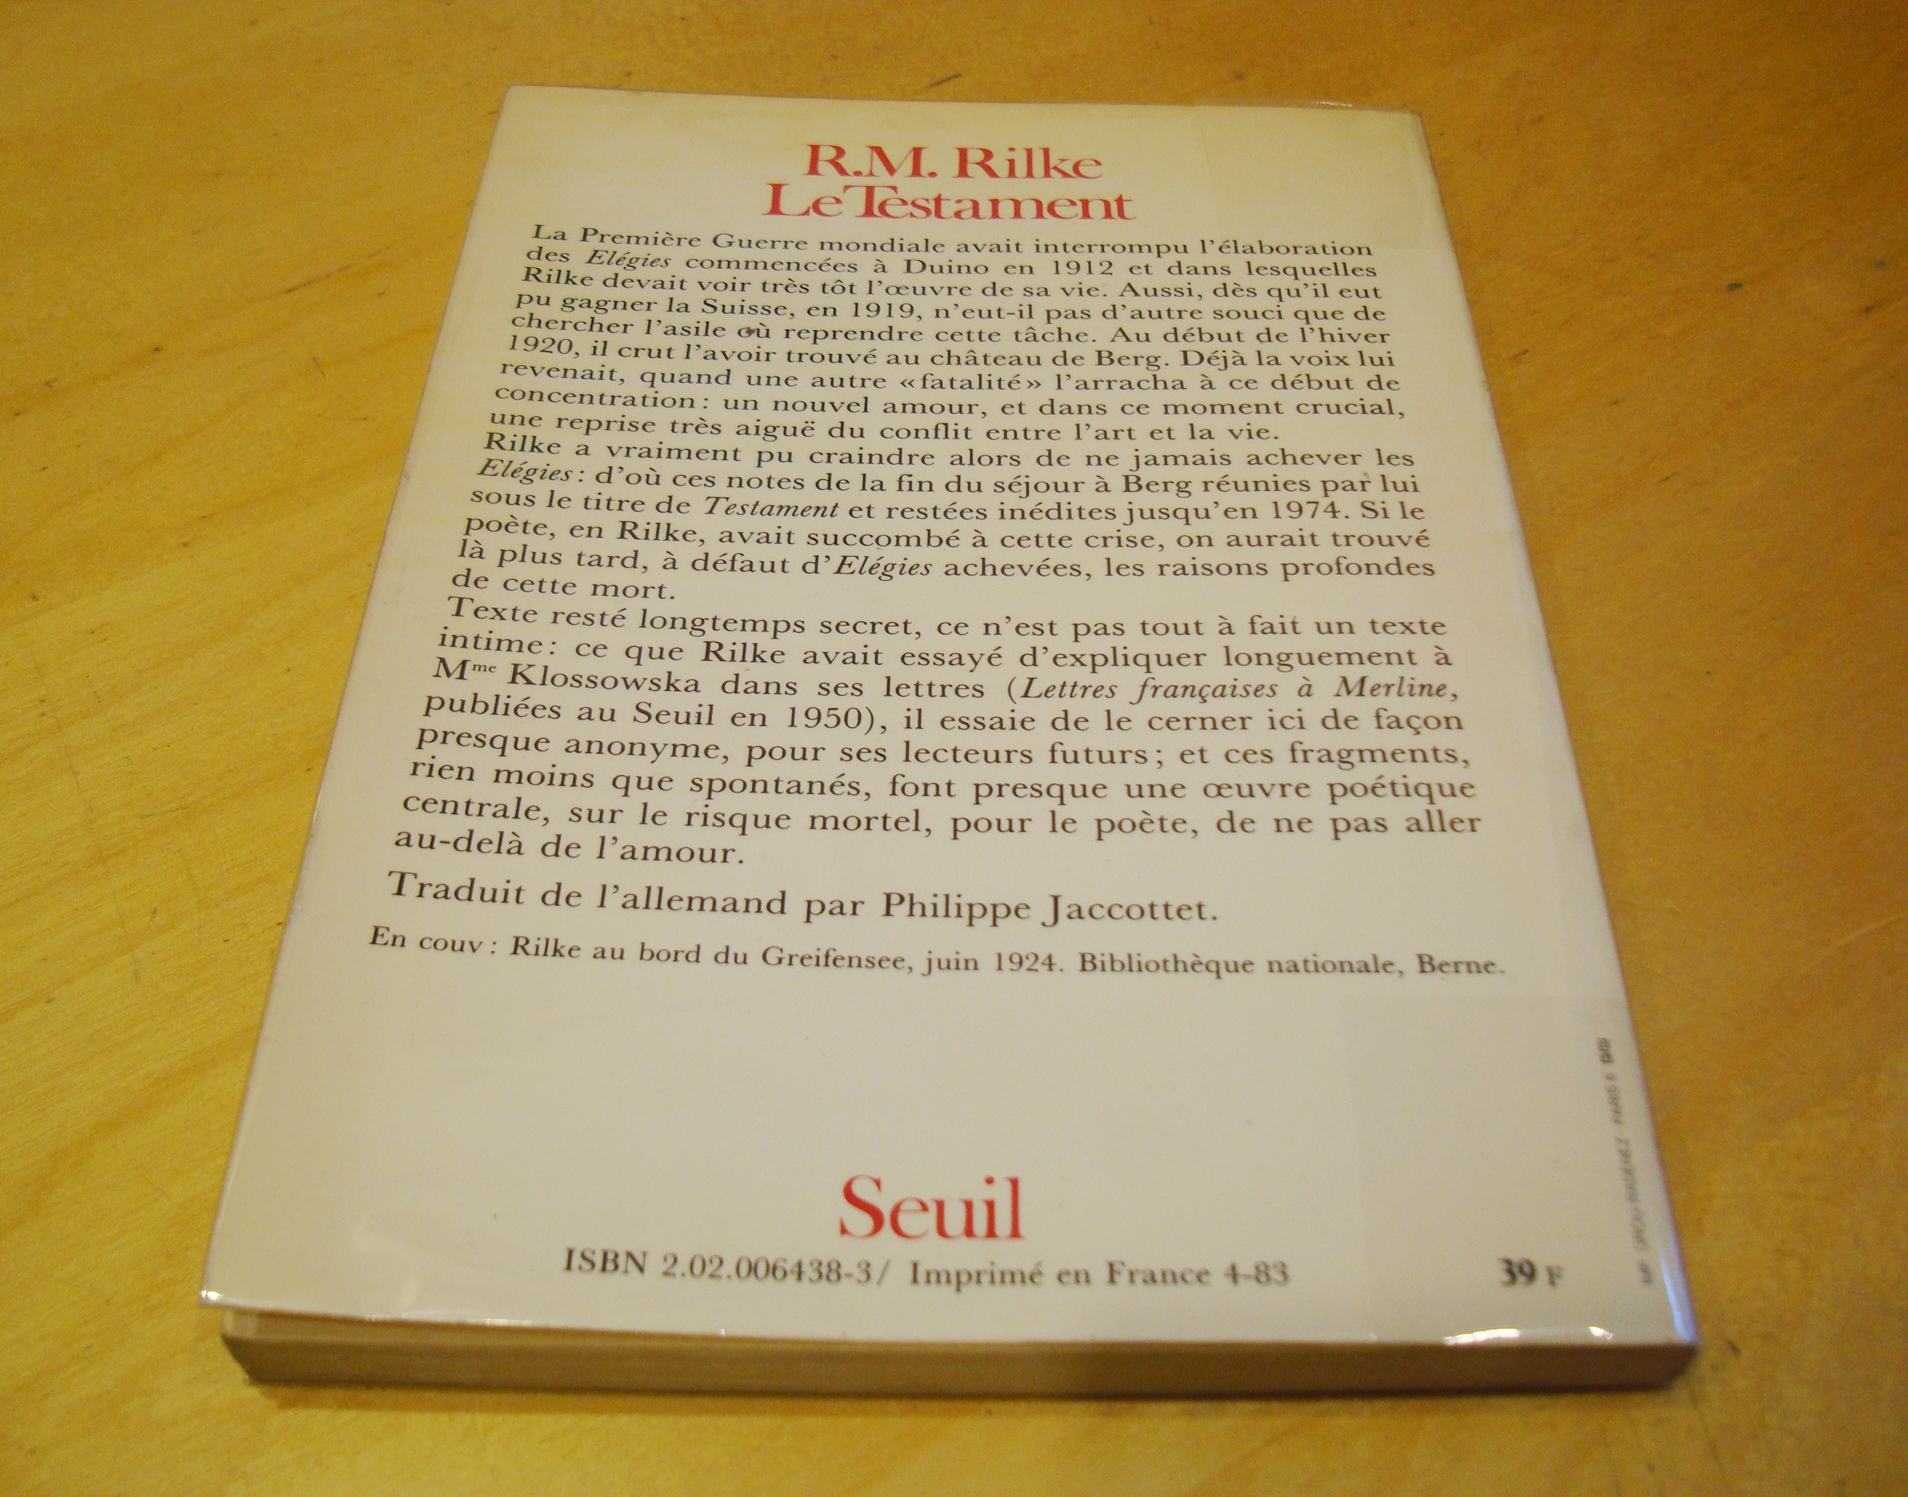 R.M. Rilke
Le Testament
La Première Guerre mondiale avait interrompu l'élaboration
des Elégies commencées à Duino en 1912 et dans lesquelles
Rilke devait voir très tôt l'œuvre de sa vie. Aussi, dès qu'il eut
pu gagner la Suisse, en 1919, n'eut-il pas d'autre souci que de
chercher l'asile où reprendre cette tâche. Au début de l'hiver
1920, il crut l'avoir trouvé au château de Berg. Déjà la voix lui
revenait, quand une autre «fatalité» l'arracha à ce début de
concentration: un nouvel amour, et dans ce moment crucial,
une reprise très aiguë du conflit entre l'art et la vie.
Rilke a vraiment pu craindre alors de ne jamais achever les
Elégies: d'où ces notes de la fin du séjour à Berg réunies par lui
sous le titre de Testament et restées inédites jusqu'en 1974. Si le
poète, en Rilke, avait succombé à cette crise, on aurait trouvé
là plus tard, à défaut d'Elégies achevées, les raisons profondes
de cette mort.
Texte resté longtemps secret, ce n'est pas tout à fait un texte
intime: ce que Rilke avait essayé d'expliquer longuement à
Mme Klossowska dans ses lettres (Lettres françaises à Merline,
publiées au Seuil en 1950), il essaie de le cerner ici de façon
presque anonyme, pour ses lecteurs futurs; et ces fragments,
rien moins que spontanés, font presque une œuvre poétique
centrale, sur le risque mortel, pour le poète, de ne pas aller
au-delà de l'amour.
Traduit de l'allemand par Philippe Jaccottet.
En couv: Rilke au bord du Greifensee, juin 1924. Bibliothèque nationale, Berne.
Seuil
ISBN 2.02.006438-3/ Imprimé en France 4-83
39 F